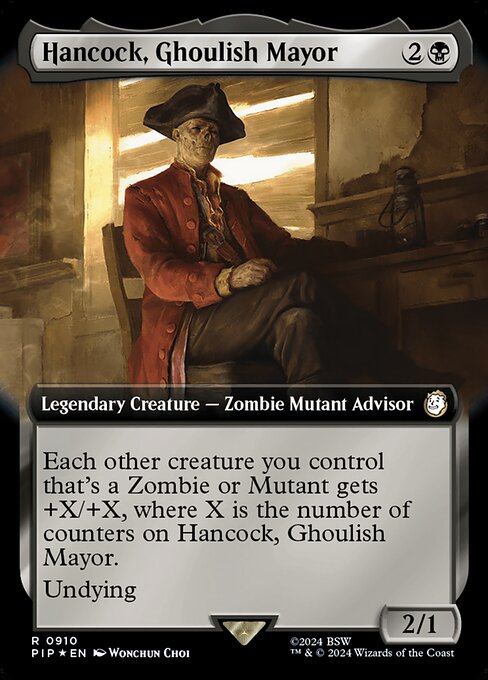 Hancock, Ghoulish Mayor 2
Legendary Creature — Zombie Mutant Advisor
Each other creature you control
that's a Zombie or Mutant gets
+X/+X, where X is the number of
counters on Hancock, Ghoulish
Mayor.
Undying
2/1
R 0910
PIP ★ EN Wonchun Choi
©2024 BSW
™ & © 2024 Wizards of the Coast